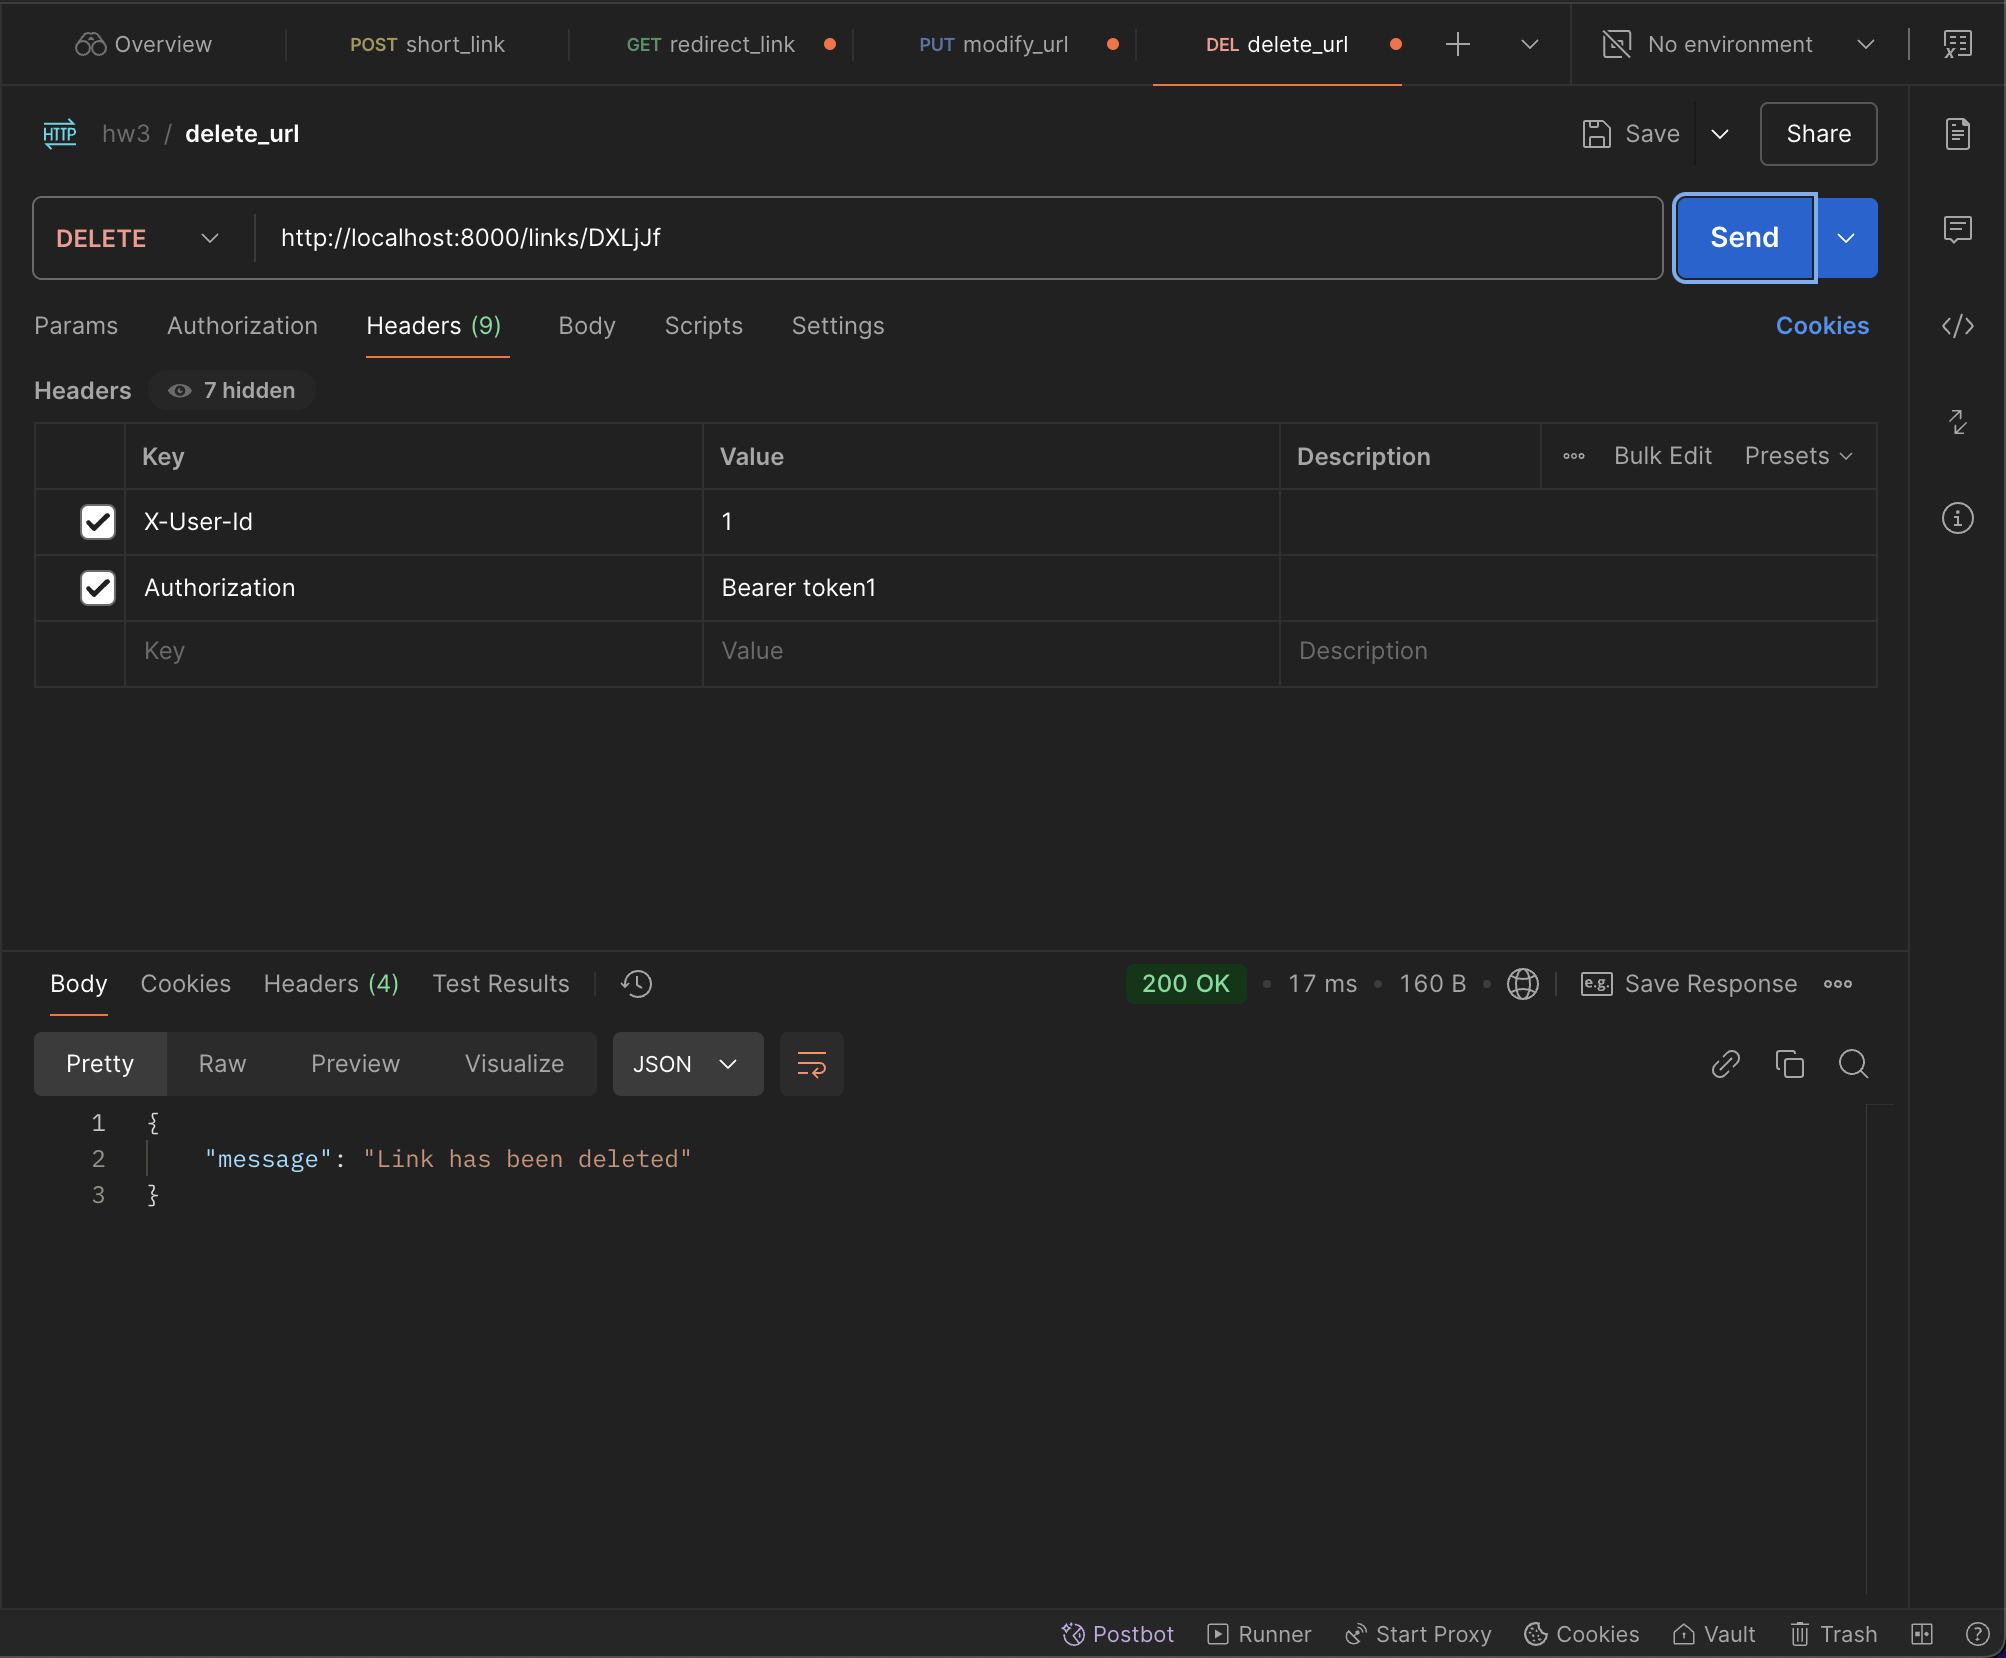 Overview POST short_link GET redirect_link PUT modify_url DEL delete_url No environment
HTTP hw3 / delete_url Save Share
DELETE http://localhost:8000/links/DXLjJf Send
Params Authorization Headers (9) Body Scripts Settings Cookies
Headers 7 hidden
Key Value Description Bulk Edit Presets
X-User-Id 1
Authorization Bearer token1
Key Value Description
Body Cookies Headers (4) Test Results 200 OK • 17 ms • 160 B • e.g. Save Response
Pretty Raw Preview Visualize JSON
1 {
2 "message": "Link has been deleted"
3 }
Postbot Runner Start Proxy Cookies Vault Trash